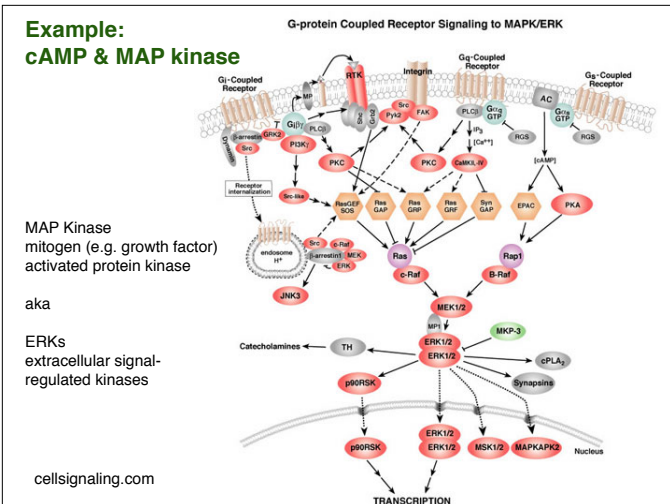 Example:
cAMP & MAP kinase
G-protein Coupled Receptor Signaling to MAPK/ERK
Gi-Coupled
Receptor
RTK
Integrin
Gq-Coupled
Receptor
Gs-Coupled
Receptor
MP
Shc
Grb2
Src
Pyk2
FAK
PLCβ
Gαq
GTP
RGS
AC
Gαs
GTP
RGS
Dynamin
β-arrestin
GRK2
Src
Giβγ
PLCβ
PI3Kγ
IP3
[Ca++]
[cAMP]
PKC
PKC
CaMKII,-IV
Receptor
internalization
Src-like
RasGEF
SOS
Ras
GAP
Ras
GRP
Ras
GRF
Syn
GAP
EPAC
PKA
MAP Kinase
mitogen (e.g. growth factor)
activated protein kinase
aka
ERKs
extracellular signal-
regulated kinases
endosome
H+
Src
c-Raf
β-arrestin1
MEK
ERK
JNK3
Ras
c-Raf
Rap1
B-Raf
MEK1/2
MP1
MKP-3
ERK1/2
ERK1/2
Catecholamines
TH
cPLA2
Synapsins
p90RSK
p90RSK
ERK1/2
ERK1/2
MSK1/2
MAPKAPK2
Nucleus
TRANSCRIPTION
cellsignaling.com